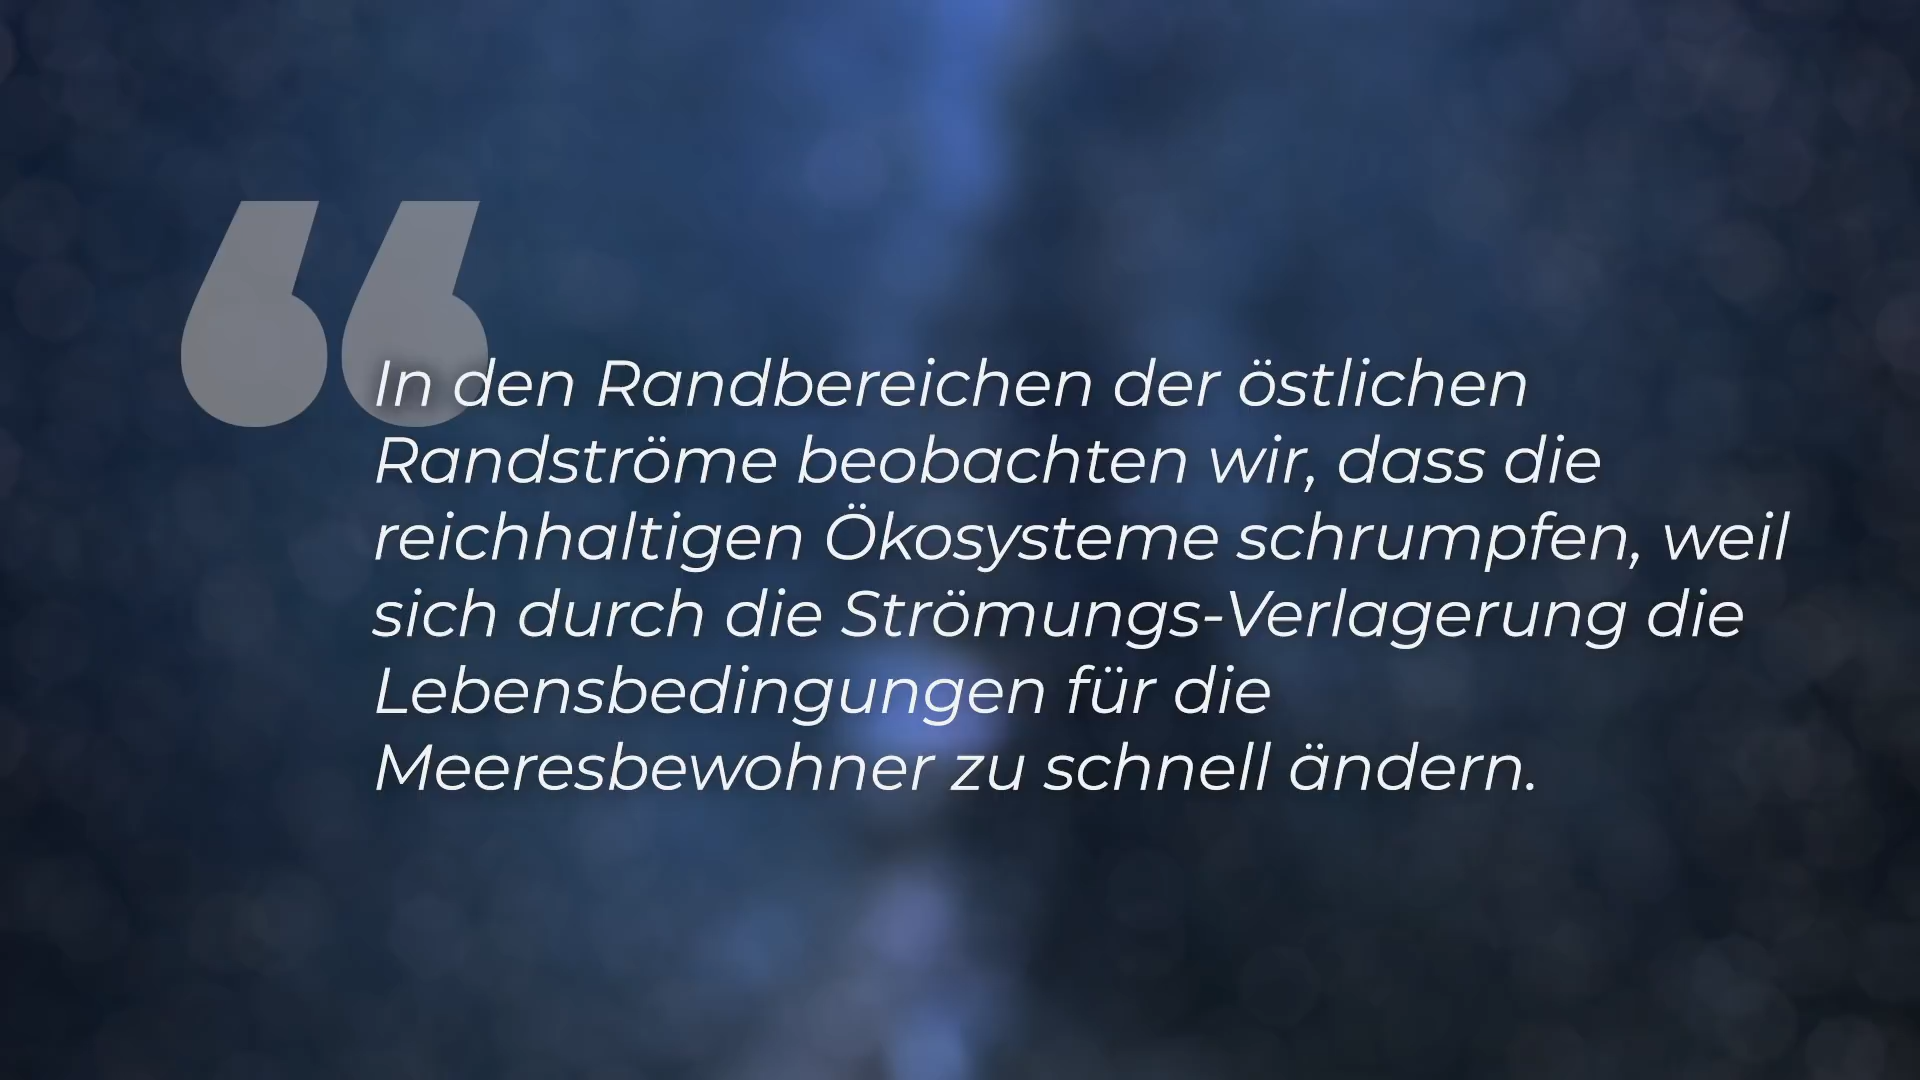 In den Randbereichen der östlichen
Randströme beobachten wir, dass die
reichhaltigen Ökosysteme schrumpfen, weil
sich durch die Strömungs-Verlagerung die
Lebensbedingungen für die
Meeresbewohner zu schnell ändern.